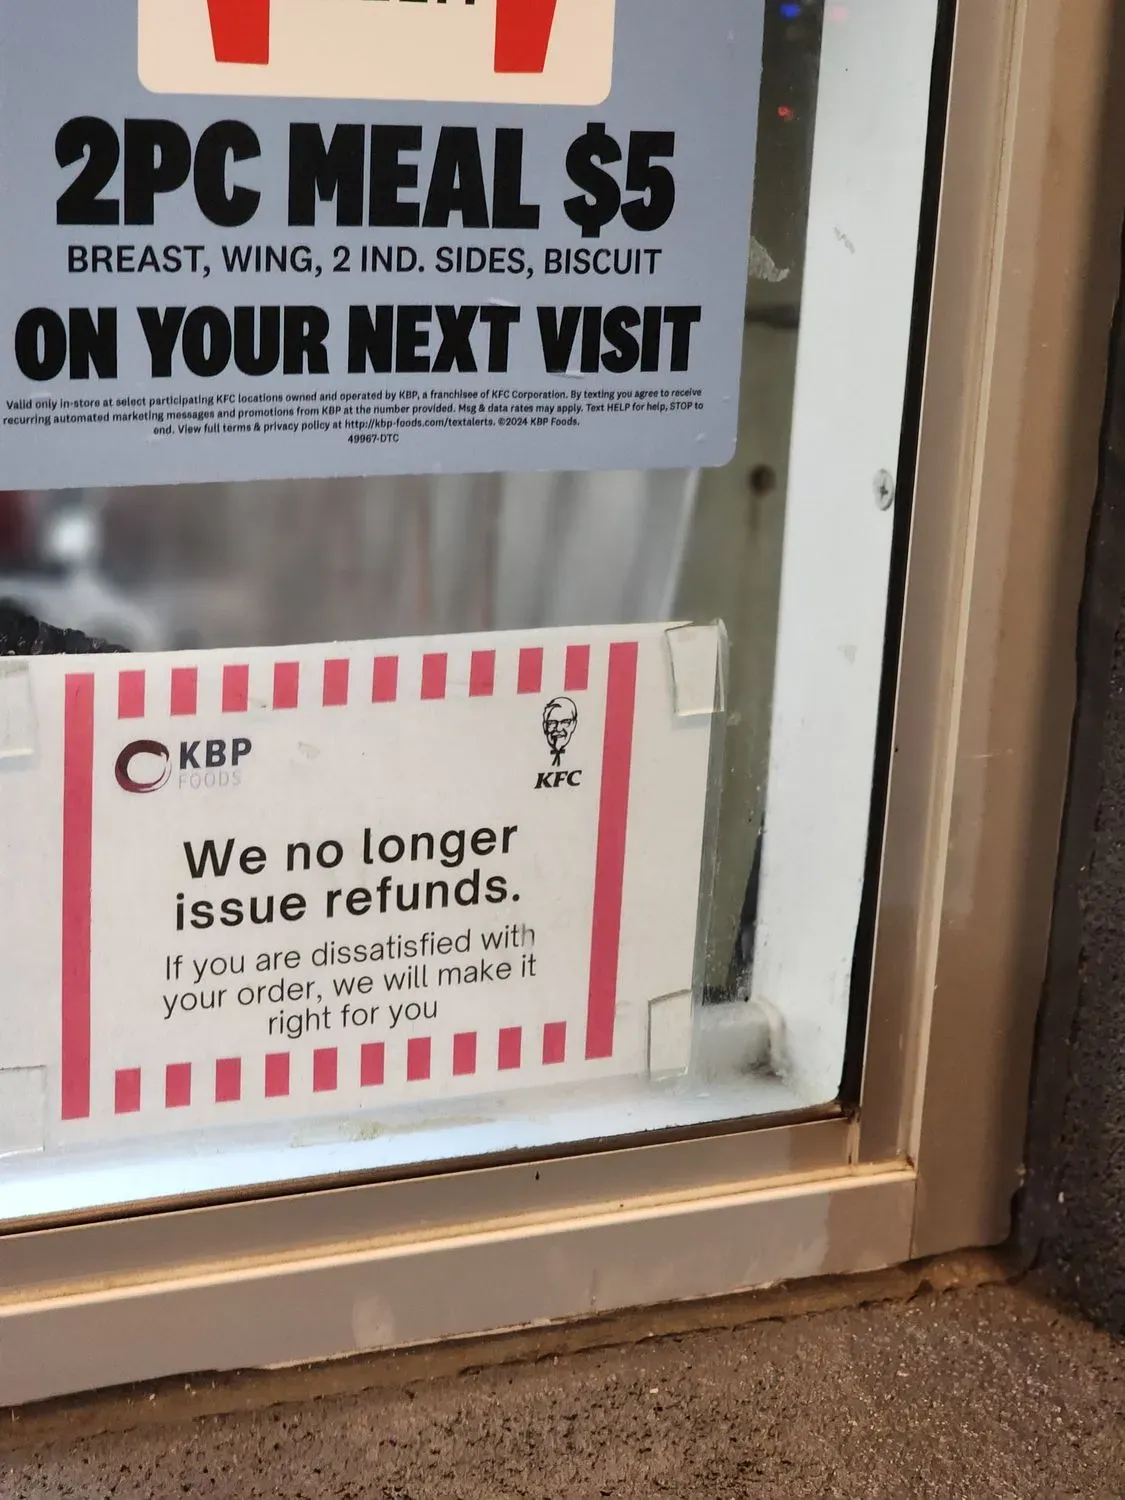 2PC MEAL $5
BREAST, WING, 2 IND. SIDES, BISCUIT
ON YOUR NEXT VISIT
Valid only in-store at select participating KFC locations owned and operated by KBP, a franchisee of KFC Corporation. By texting you agree to receive
recurring automated marketing messages and promotions from KBP at the number provided. Msg & data rates may apply. Text HELP for help, STOP to
end. View full terms & privacy policy at http://kbp-foods.com/textalerts. ©2024 KBP Foods.
49967-DTC
KBP
FOODS
KFC
We no longer
issue refunds.
If you are dissatisfied with
your order, we will make it
right for you